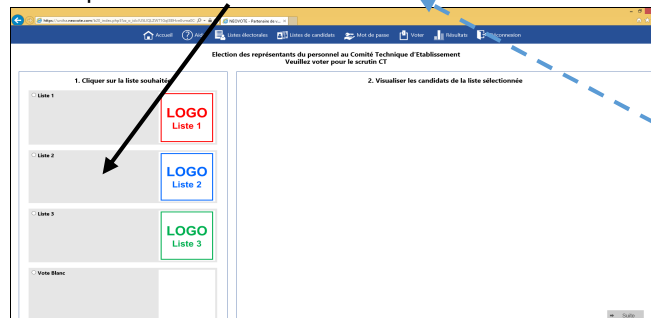 NEOVOTE - Partenaire de v...
Accueil
Aide
Listes électorales
Listes de candidats
Mot de passe
Voter
Résultats
Déconnexion
Election des représentants du personnel au Comité Technique d'Etablissement
Veuillez voter pour le scrutin CT
1. Cliquer sur la liste souhaitée
2. Visualiser les candidats de la liste sélectionnée
Liste 1
LOGO
Liste 1
Liste 2
LOGO
Liste 2
Liste 3
LOGO
Liste 3
Vote Blanc
Suite